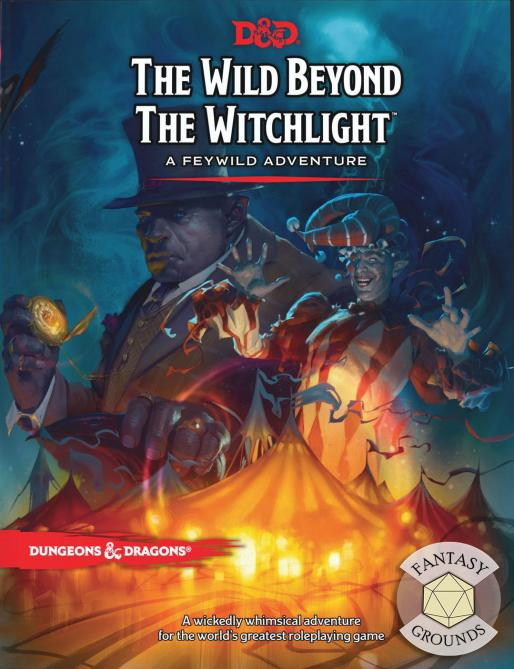 D&D®
THE WILD BEYOND
THE WITCHLIGHT™
A FEYWILD ADVENTURE
DUNGEONS & DRAGONS®
A wickedly whimsical adventure
for the world's greatest roleplaying game
FANTASY
GROUNDS